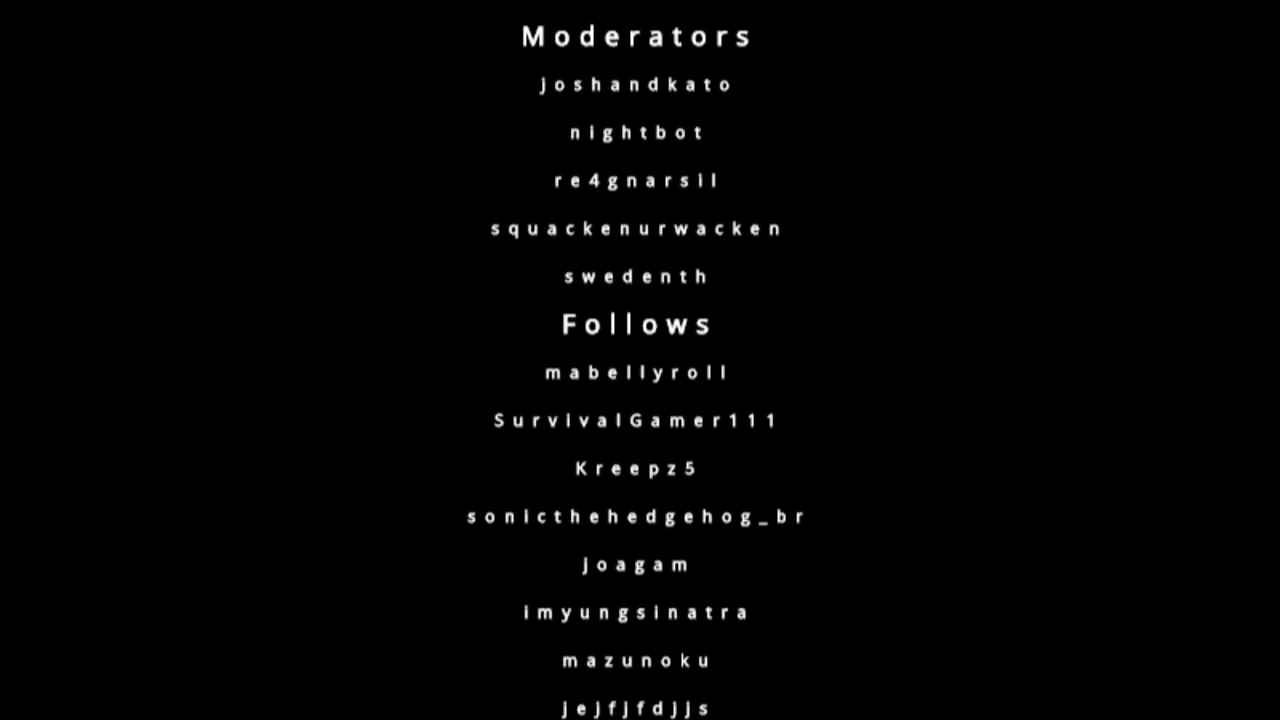 Moderators
joshandkato
nightbot
re4gnarsil
squackenurwacken
swedenth
Follows
mabellyroll
SurvivalGamer111
Kreepz5
sonicthehedgehog_br
joagam
imyungsinatra
mazunoku
jejfjfdjjs